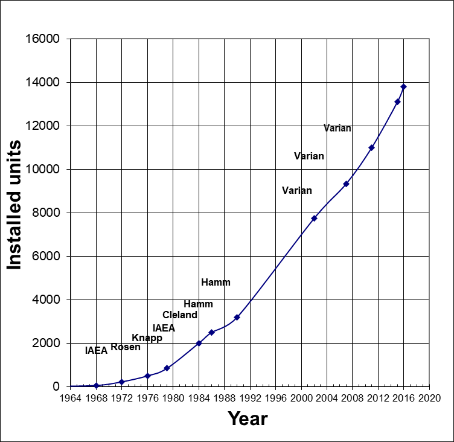 16000
14000
12000
10000
8000
6000
4000
2000
0
Installed units
Varian
Varian
Varian
Hamm
Hamm
Cleland
IAEA
Knapp
Rosen
IAEA
1964 1968 1972 1976 1980 1984 1988 1992 1996 2000 2004 2008 2012 2016 2020
Year